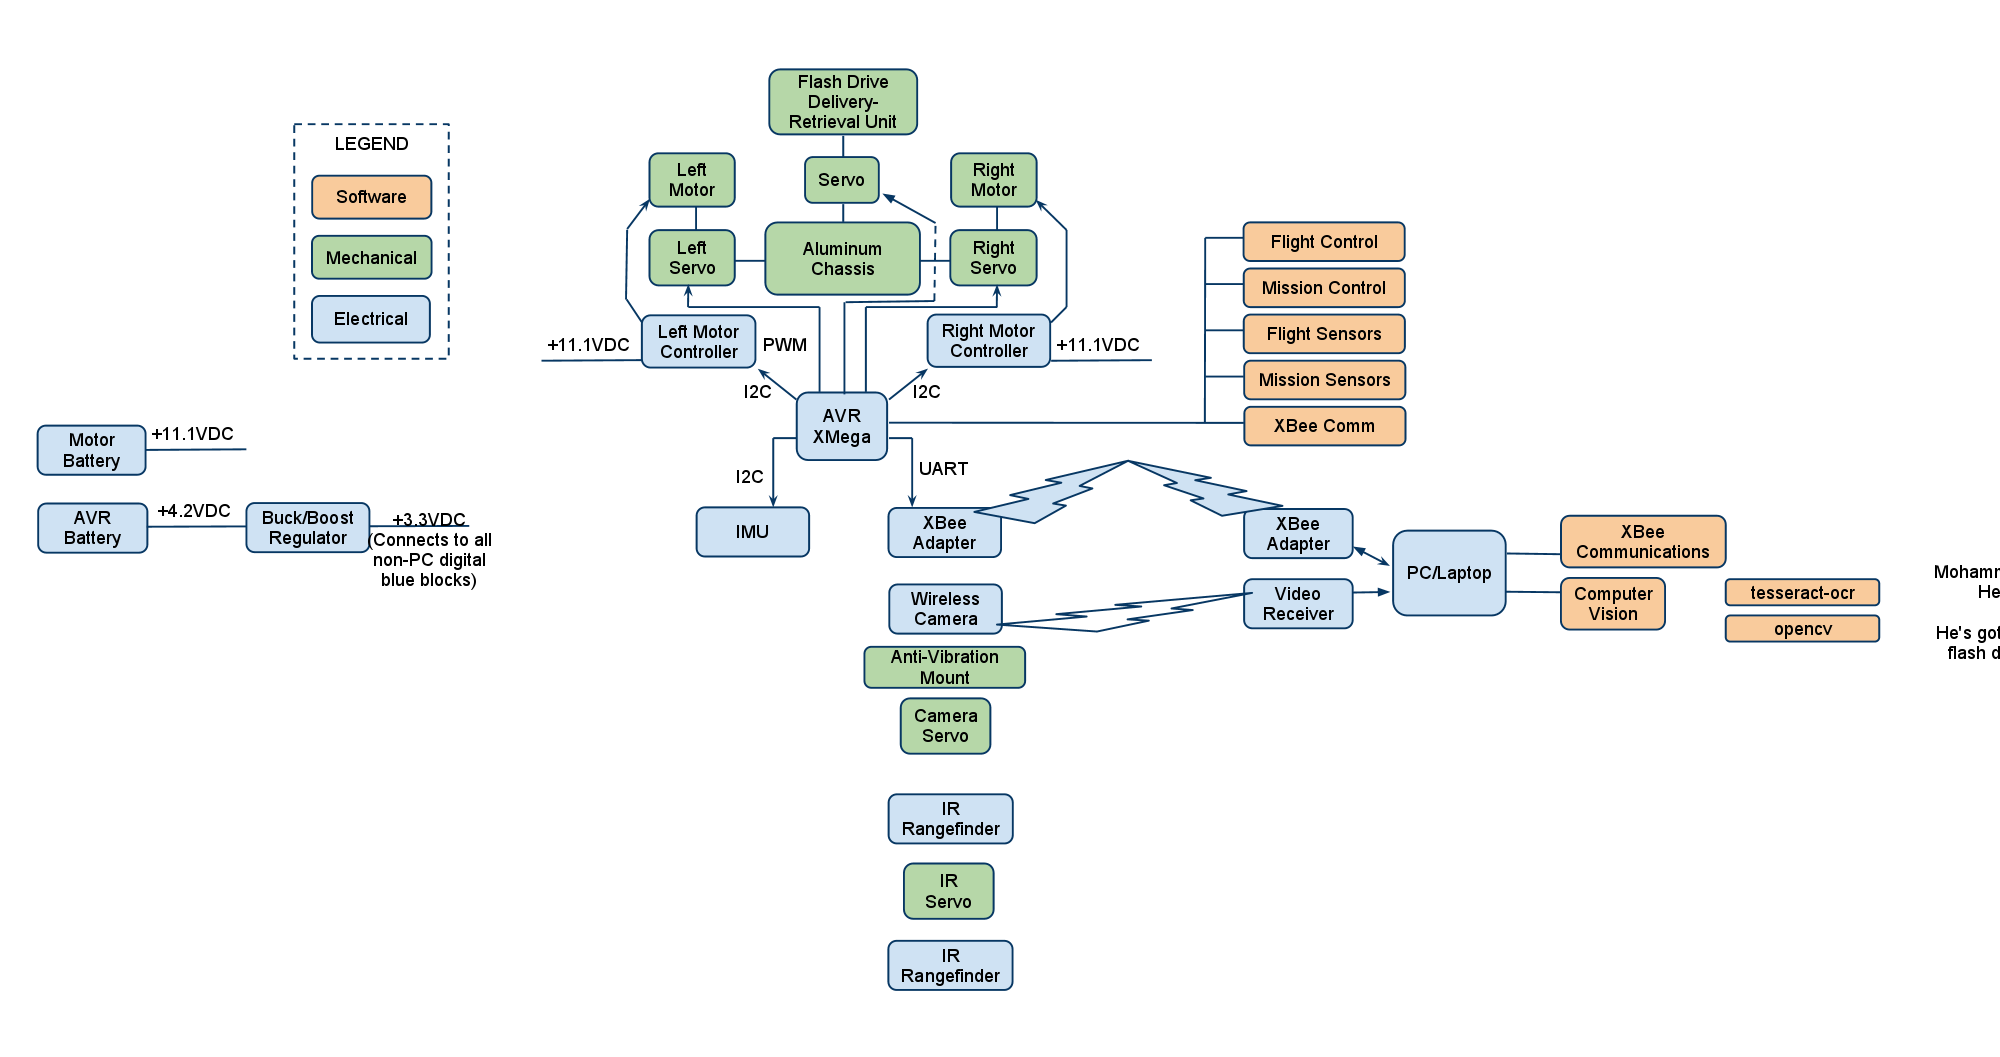 Flash Drive
Delivery-
Retrieval Unit
LEGEND
Software
Mechanical
Electrical
Left
Motor
Servo
Right
Motor
Left
Servo
Aluminum
Chassis
Right
Servo
+11.1VDC
Left Motor
Controller
PWM
Right Motor
Controller
+11.1VDC
I2C
I2C
AVR
XMega
Flight Control
Mission Control
Flight Sensors
Mission Sensors
XBee Comm
Motor
Battery
+11.1VDC
AVR
Battery
+4.2VDC
Buck/Boost
Regulator
+3.3VDC
(Connects to all
non-PC digital
blue blocks)
I2C
UART
IMU
XBee
Adapter
XBee
Adapter
PC/Laptop
XBee
Communications
Wireless
Camera
Video
Receiver
Computer
Vision
tesseract-ocr
opencv
Mohamm
He
He's got
flash d
Anti-Vibration
Mount
Camera
Servo
IR
Rangefinder
IR
Servo
IR
Rangefinder